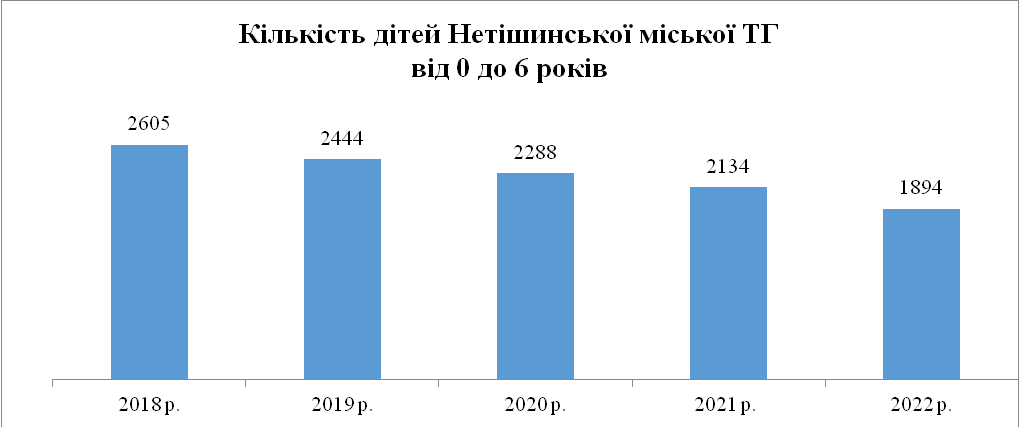 Кількість дітей Нетішинської міської ТГ
від 0 до 6 років
2605
2444
2288
2134
1894
2018 р.
2019 р.
2020 р.
2021 р.
2022 р.